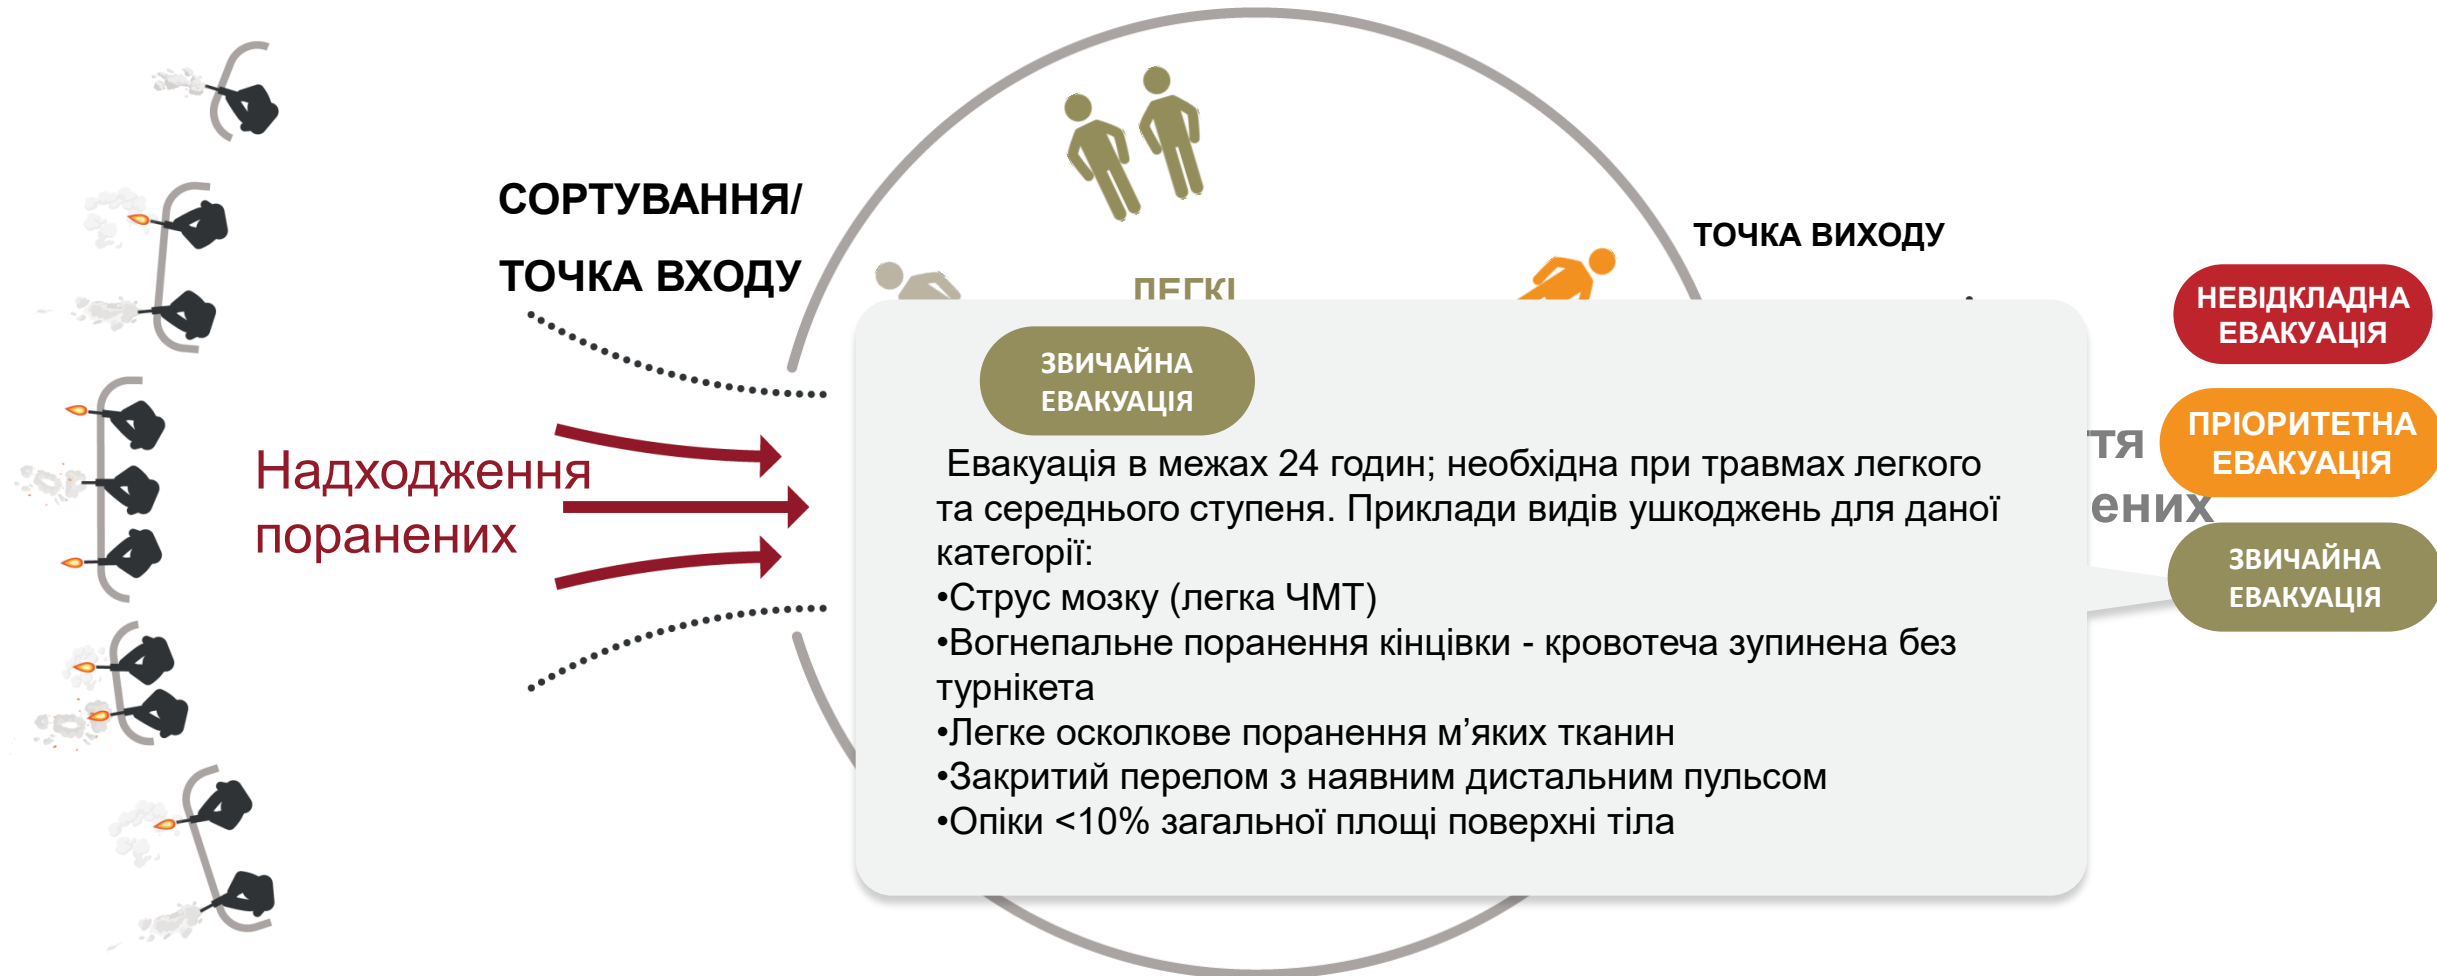 СОРТУВАННЯ/
ТОЧКА ВХОДУ
Надходження
поранених
ЛЕГКІ
ТОЧКА ВИХОДУ
ЗВИЧАЙНА
ЕВАКУАЦІЯ
Евакуація в межах 24 годин; необхідна при травмах легкого
та середнього ступеня. Приклади видів ушкоджень для даної
категорії:
•Струс мозку (легка ЧМТ)
•Вогнепальне поранення кінцівки - кровотеча зупинена без
турнікета
•Легке осколкове поранення м’яких тканин
•Закритий перелом з наявним дистальним пульсом
•Опіки <10% загальної площі поверхні тіла
НЕВІДКЛАДНА
ЕВАКУАЦІЯ
ПРІОРИТЕТНА
ЕВАКУАЦІЯ
ЗВИЧАЙНА
ЕВАКУАЦІЯ